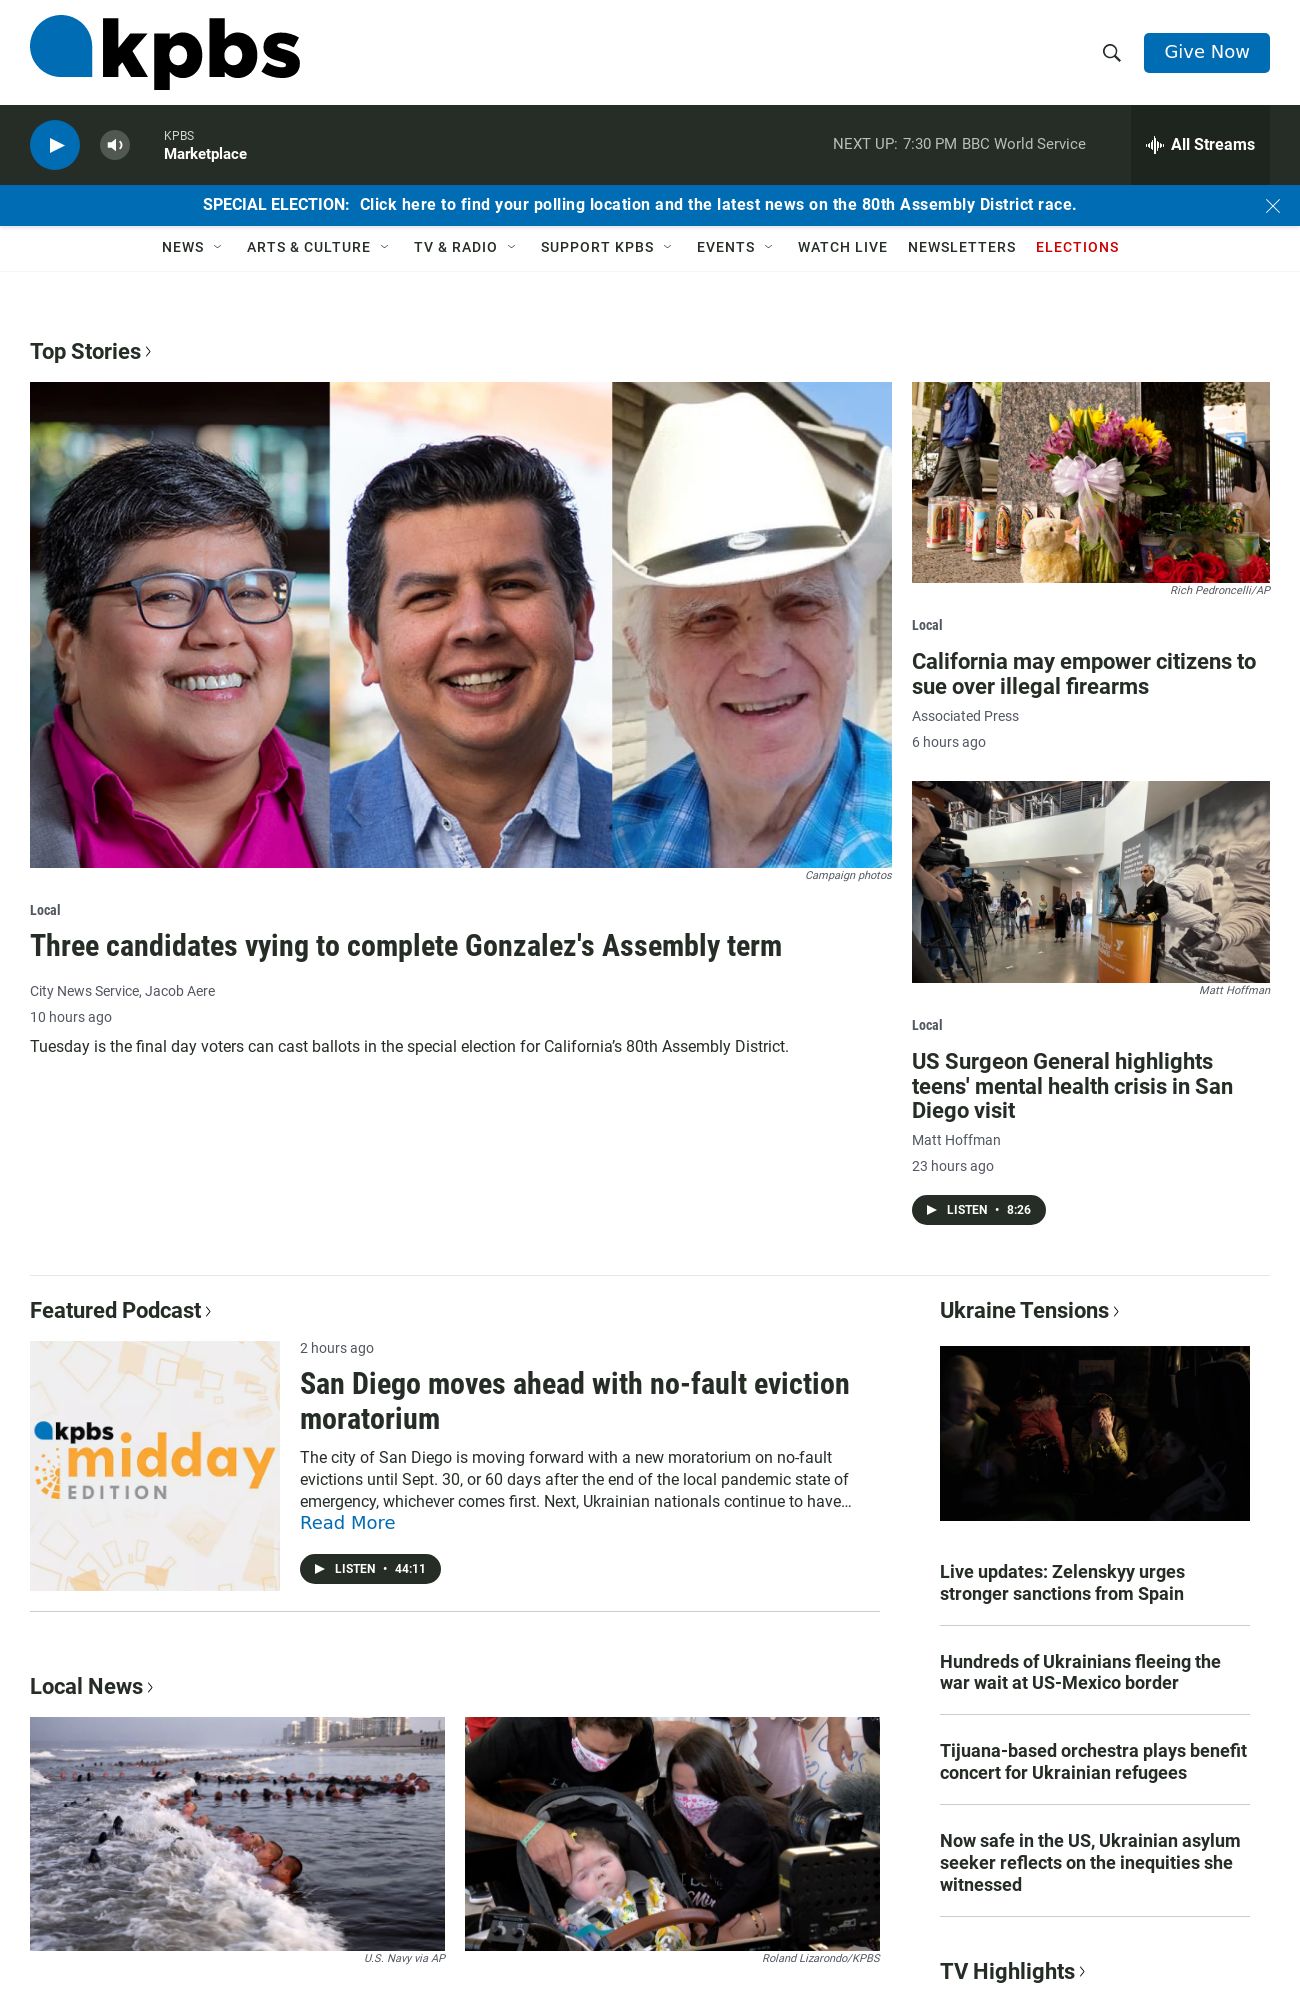 kpbs
Give Now
KPBS
Marketplace
NEXT UP: 7:30 PM BBC World Service
All Streams
SPECIAL ELECTION: Click here to find your polling location and the latest news on the 80th Assembly District race.
NEWS
ARTS & CULTURE
TV & RADIO
SUPPORT KPBS
EVENTS
WATCH LIVE
NEWSLETTERS
ELECTIONS
Top Stories
Campaign photos
Local
Three candidates vying to complete Gonzalez's Assembly term
City News Service, Jacob Aere
10 hours ago
Tuesday is the final day voters can cast ballots in the special election for California’s 80th Assembly District.
Rich Pedroncelli/AP
Local
California may empower citizens to
sue over illegal firearms
Associated Press
6 hours ago
Matt Hoffman
Local
US Surgeon General highlights
teens' mental health crisis in San
Diego visit
Matt Hoffman
23 hours ago
LISTEN • 8:26
Featured Podcast
kpbs
midday
EDITION
2 hours ago
San Diego moves ahead with no-fault eviction
moratorium
The city of San Diego is moving forward with a new moratorium on no-fault
evictions until Sept. 30, or 60 days after the end of the local pandemic state of
emergency, whichever comes first. Next, Ukrainian nationals continue to have…
Read More
LISTEN • 44:11
Ukraine Tensions
Live updates: Zelenskyy urges
stronger sanctions from Spain
Hundreds of Ukrainians fleeing the
war wait at US-Mexico border
Tijuana-based orchestra plays benefit
concert for Ukrainian refugees
Now safe in the US, Ukrainian asylum
seeker reflects on the inequities she
witnessed
Local News
U.S. Navy via AP
Roland Lizarondo/KPBS
TV Highlights